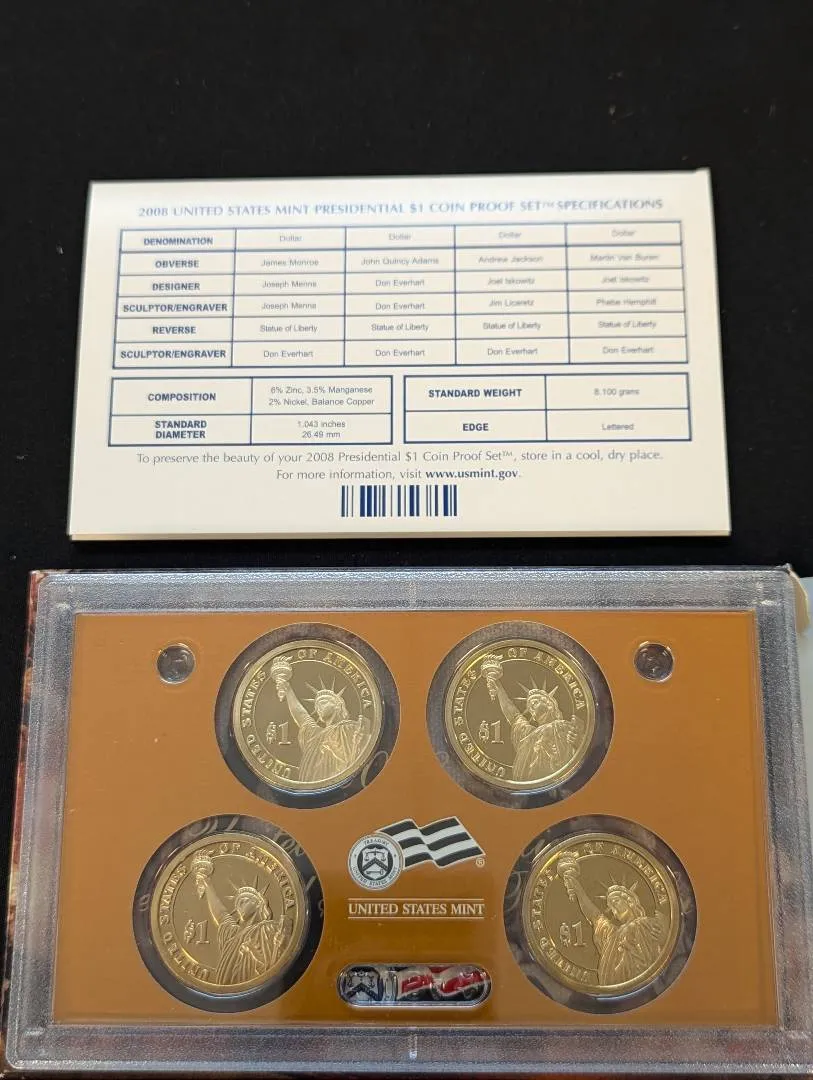 2008 UNITED STATES MINT PRESIDENTIAL $1 COIN PROOF SET™ SPECIFICATIONS
DENOMINATION Dollar Dollar Dollar Dollar
OBVERSE James Monroe John Quincy Adams Andrew Jackson Martin Van Buren
DESIGNER Joseph Menna Don Everhart Joel Iskowitz Joel Iskowitz
SCULPTOR/ENGRAVER Joseph Menna Don Everhart Jim Licaretz Phebe Hemphill
REVERSE Statue of Liberty Statue of Liberty Statue of Liberty Statue of Liberty
SCULPTOR/ENGRAVER Don Everhart Don Everhart Don Everhart Don Everhart
COMPOSITION 6% Zinc, 3.5% Manganese
2% Nickel, Balance Copper
STANDARD WEIGHT 8.100 grams
STANDARD
DIAMETER 1.043 inches
26.49 mm
EDGE Lettered
To preserve the beauty of your 2008 Presidential $1 Coin Proof Set™, store in a cool, dry place.
For more information, visit www.usmint.gov.
UNITED STATES OF AMERICA
$1
UNITED STATES OF AMERICA
$1
UNITED STATES OF AMERICA
$1
TREASURY
UNITED STATES MINT
®
UNITED STATES MINT
UNITED STATES OF AMERICA
$1